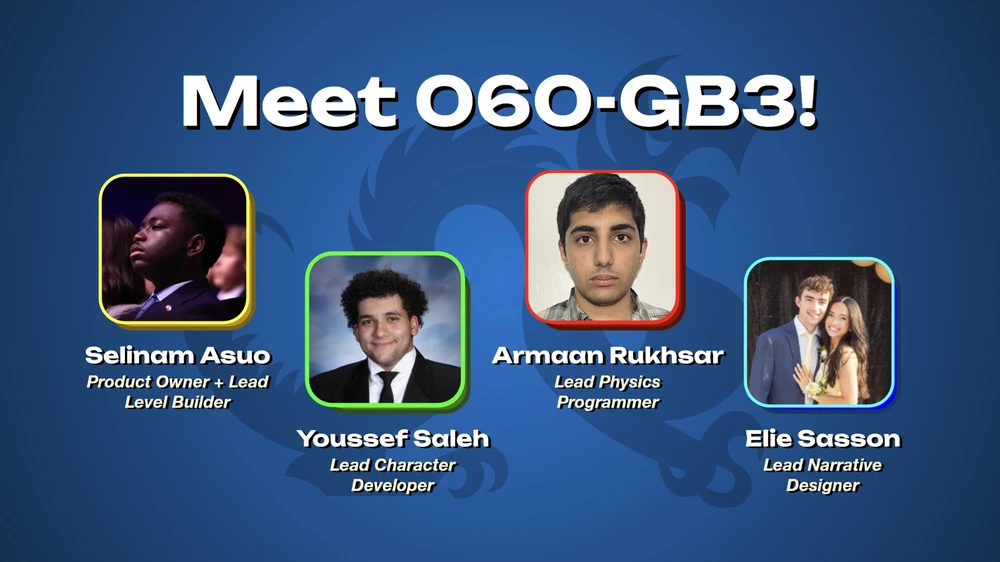 Meet 060-GB3!
Selinam Asuo
Product Owner + Lead
Level Builder
Youssef Saleh
Lead Character
Developer
Armaan Rukhsar
Lead Physics
Programmer
Elie Sasson
Lead Narrative
Designer